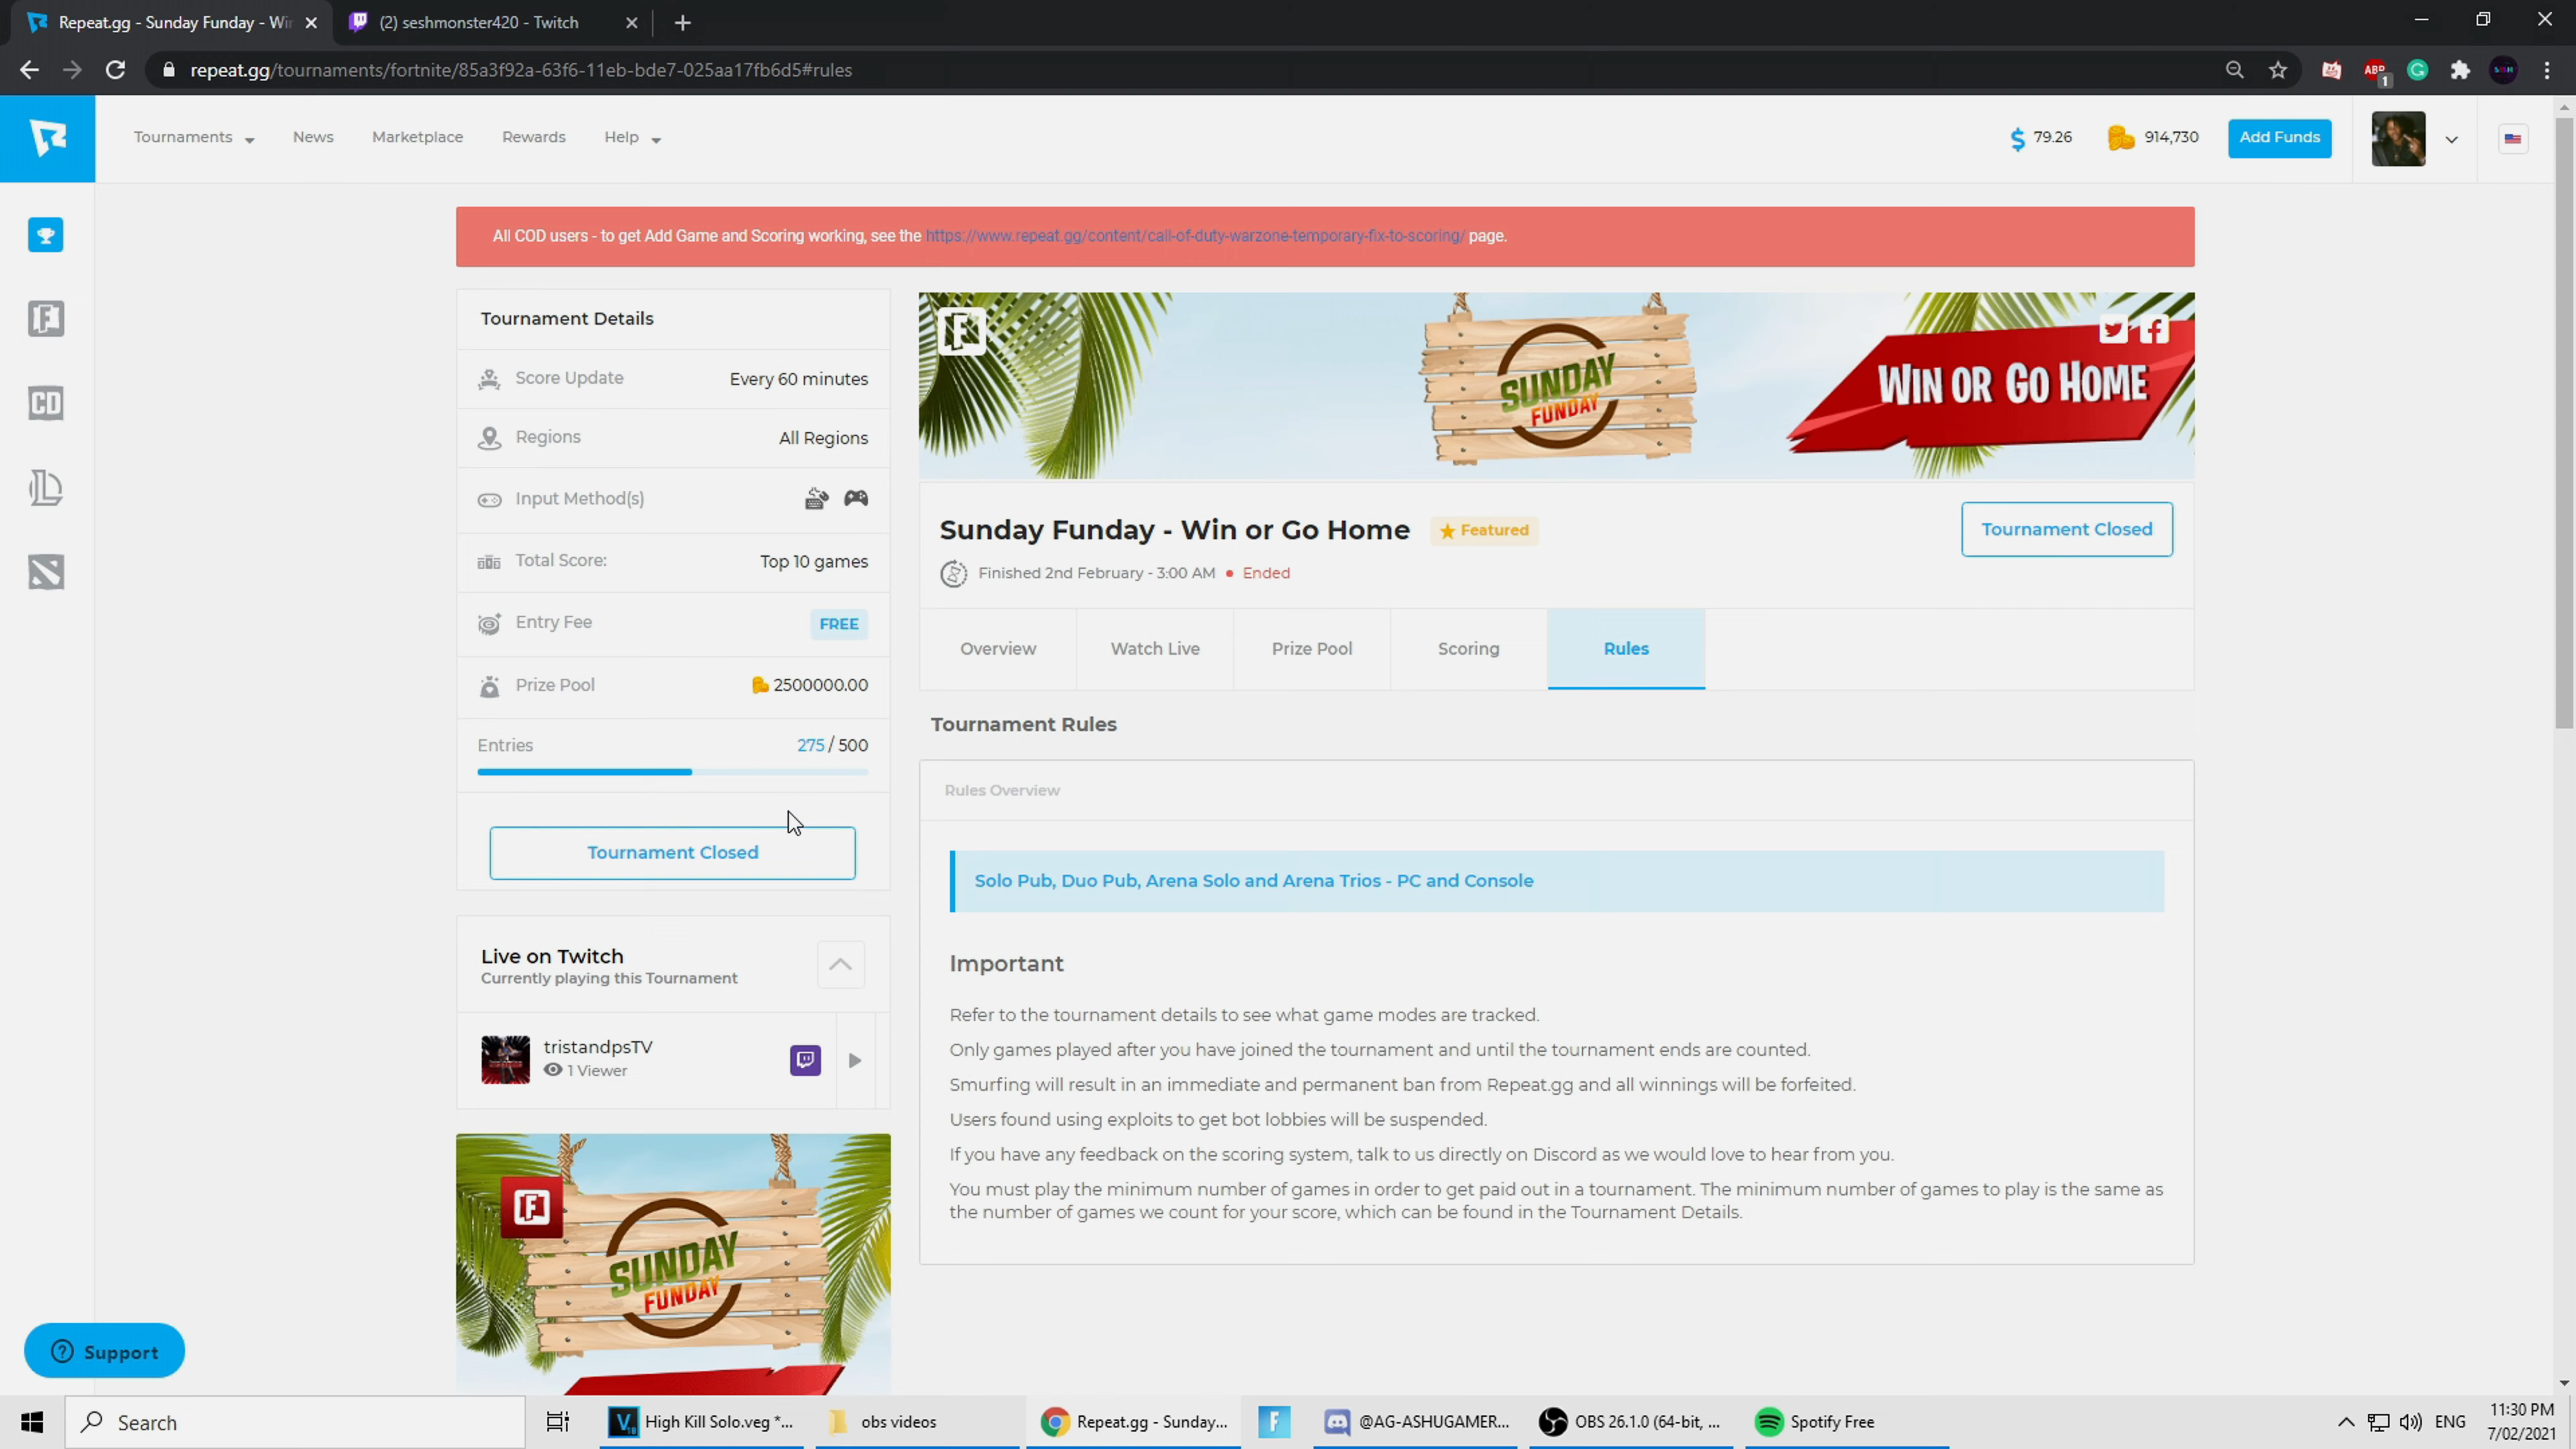 Repeat.gg - Sunday Funday - Wir
(2) seshmonster420 - Twitch
repeat.gg/tournaments/fortnite/85a3f92a-63f6-11eb-bde7-025aa17fb6d5#rules
ABP
1
Tournaments
News
Marketplace
Rewards
Help
$ 79.26
914,730
Add Funds
All COD users - to get Add Game and Scoring working, see the https://www.repeat.gg/content/call-of-duty-warzone-temporary-fix-to-scoring/ page.
CD
Tournament Details
Score Update
Every 60 minutes
Regions
All Regions
Input Method(s)
Total Score:
Top 10 games
Entry Fee
FREE
Prize Pool
2500000.00
Entries
275 / 500
Tournament Closed
Live on Twitch
Currently playing this Tournament
tristandpsTV
1 Viewer
F
SUNDAY
FUNDAY
F
SUNDAY
FUNDAY
WIN OR GO HOME
Sunday Funday - Win or Go Home
Featured
Tournament Closed
Finished 2nd February - 3:00 AM • Ended
Overview
Watch Live
Prize Pool
Scoring
Rules
Tournament Rules
Rules Overview
Solo Pub, Duo Pub, Arena Solo and Arena Trios - PC and Console
Important
Refer to the tournament details to see what game modes are tracked.
Only games played after you have joined the tournament and until the tournament ends are counted.
Smurfing will result in an immediate and permanent ban from Repeat.gg and all winnings will be forfeited.
Users found using exploits to get bot lobbies will be suspended.
If you have any feedback on the scoring system, talk to us directly on Discord as we would love to hear from you.
You must play the minimum number of games in order to get paid out in a tournament. The minimum number of games to play is the same as
the number of games we count for your score, which can be found in the Tournament Details.
Support
Search
High Kill Solo.veg *...
obs videos
Repeat.gg - Sunday...
@AG-ASHUGAMER...
OBS 26.1.0 (64-bit, ...
Spotify Free
ENG
11:30 PM
7/02/2021